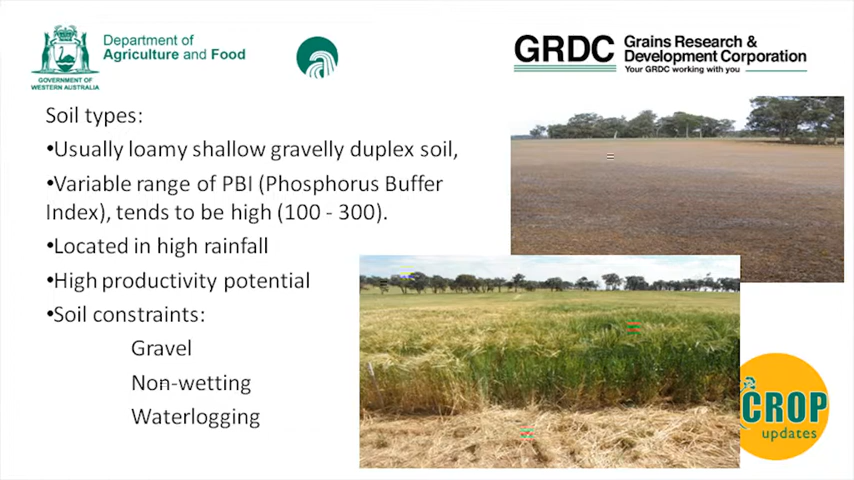 Department of
Agriculture and Food
GOVERNMENT OF
WESTERN AUSTRALIA
GRDC
Grains Research &
Development Corporation
Your GRDC working with you
Soil types:
•Usually loamy shallow gravelly duplex soil,
•Variable range of PBI (Phosphorus Buffer
Index), tends to be high (100 - 300).
•Located in high rainfall
•High productivity potential
•Soil constraints:
Gravel
Non-wetting
Waterlogging
CROP
updates